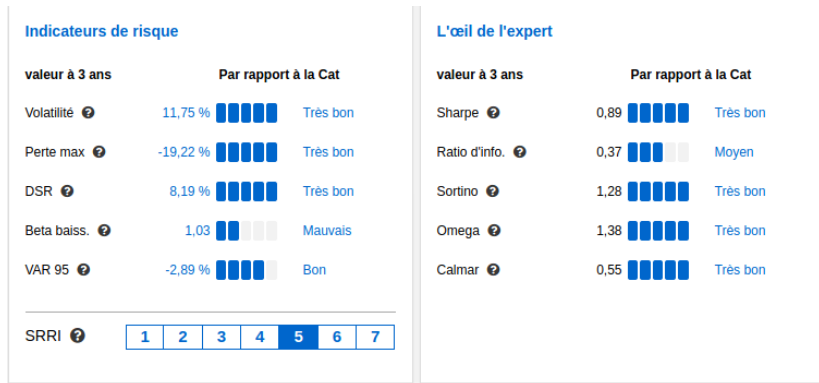 Indicateurs de risque
valeur à 3 ans Par rapport à la Cat
Volatilité ? 11,75 % Très bon
Perte max ? -19,22 % Très bon
DSR ? 8,19 % Très bon
Beta baiss. ? 1,03 Mauvais
VAR 95 ? -2,89 % Bon
SRRI ? 1 2 3 4 5 6 7
L'œil de l'expert
valeur à 3 ans Par rapport à la Cat
Sharpe ? 0,89 Très bon
Ratio d'info. ? 0,37 Moyen
Sortino ? 1,28 Très bon
Omega ? 1,38 Très bon
Calmar ? 0,55 Très bon